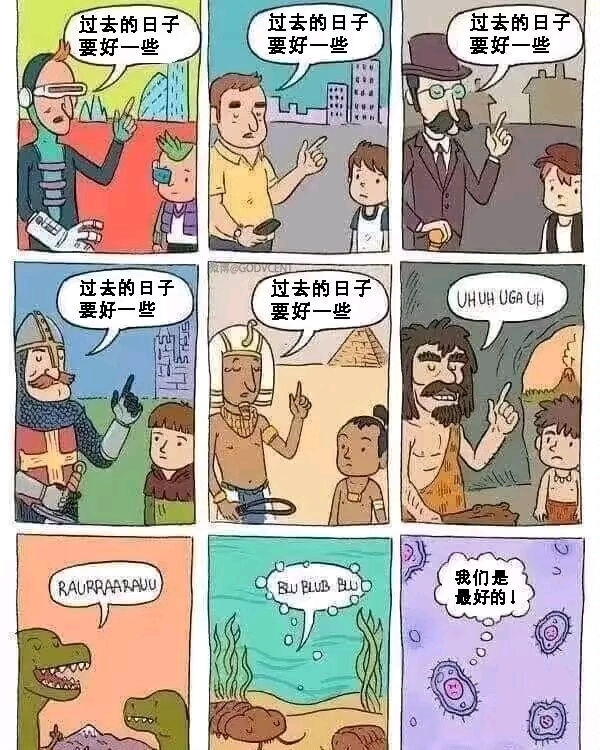 过去的日子
要好一些
过去的日子
要好一些
过去的日子
要好一些
过去的日子
要好一些
微博@GODVCENT
过去的日子
要好一些
UH UH UGA UH
RAURRAARAUU
BLU BLUB BLU
我们是
最好的！